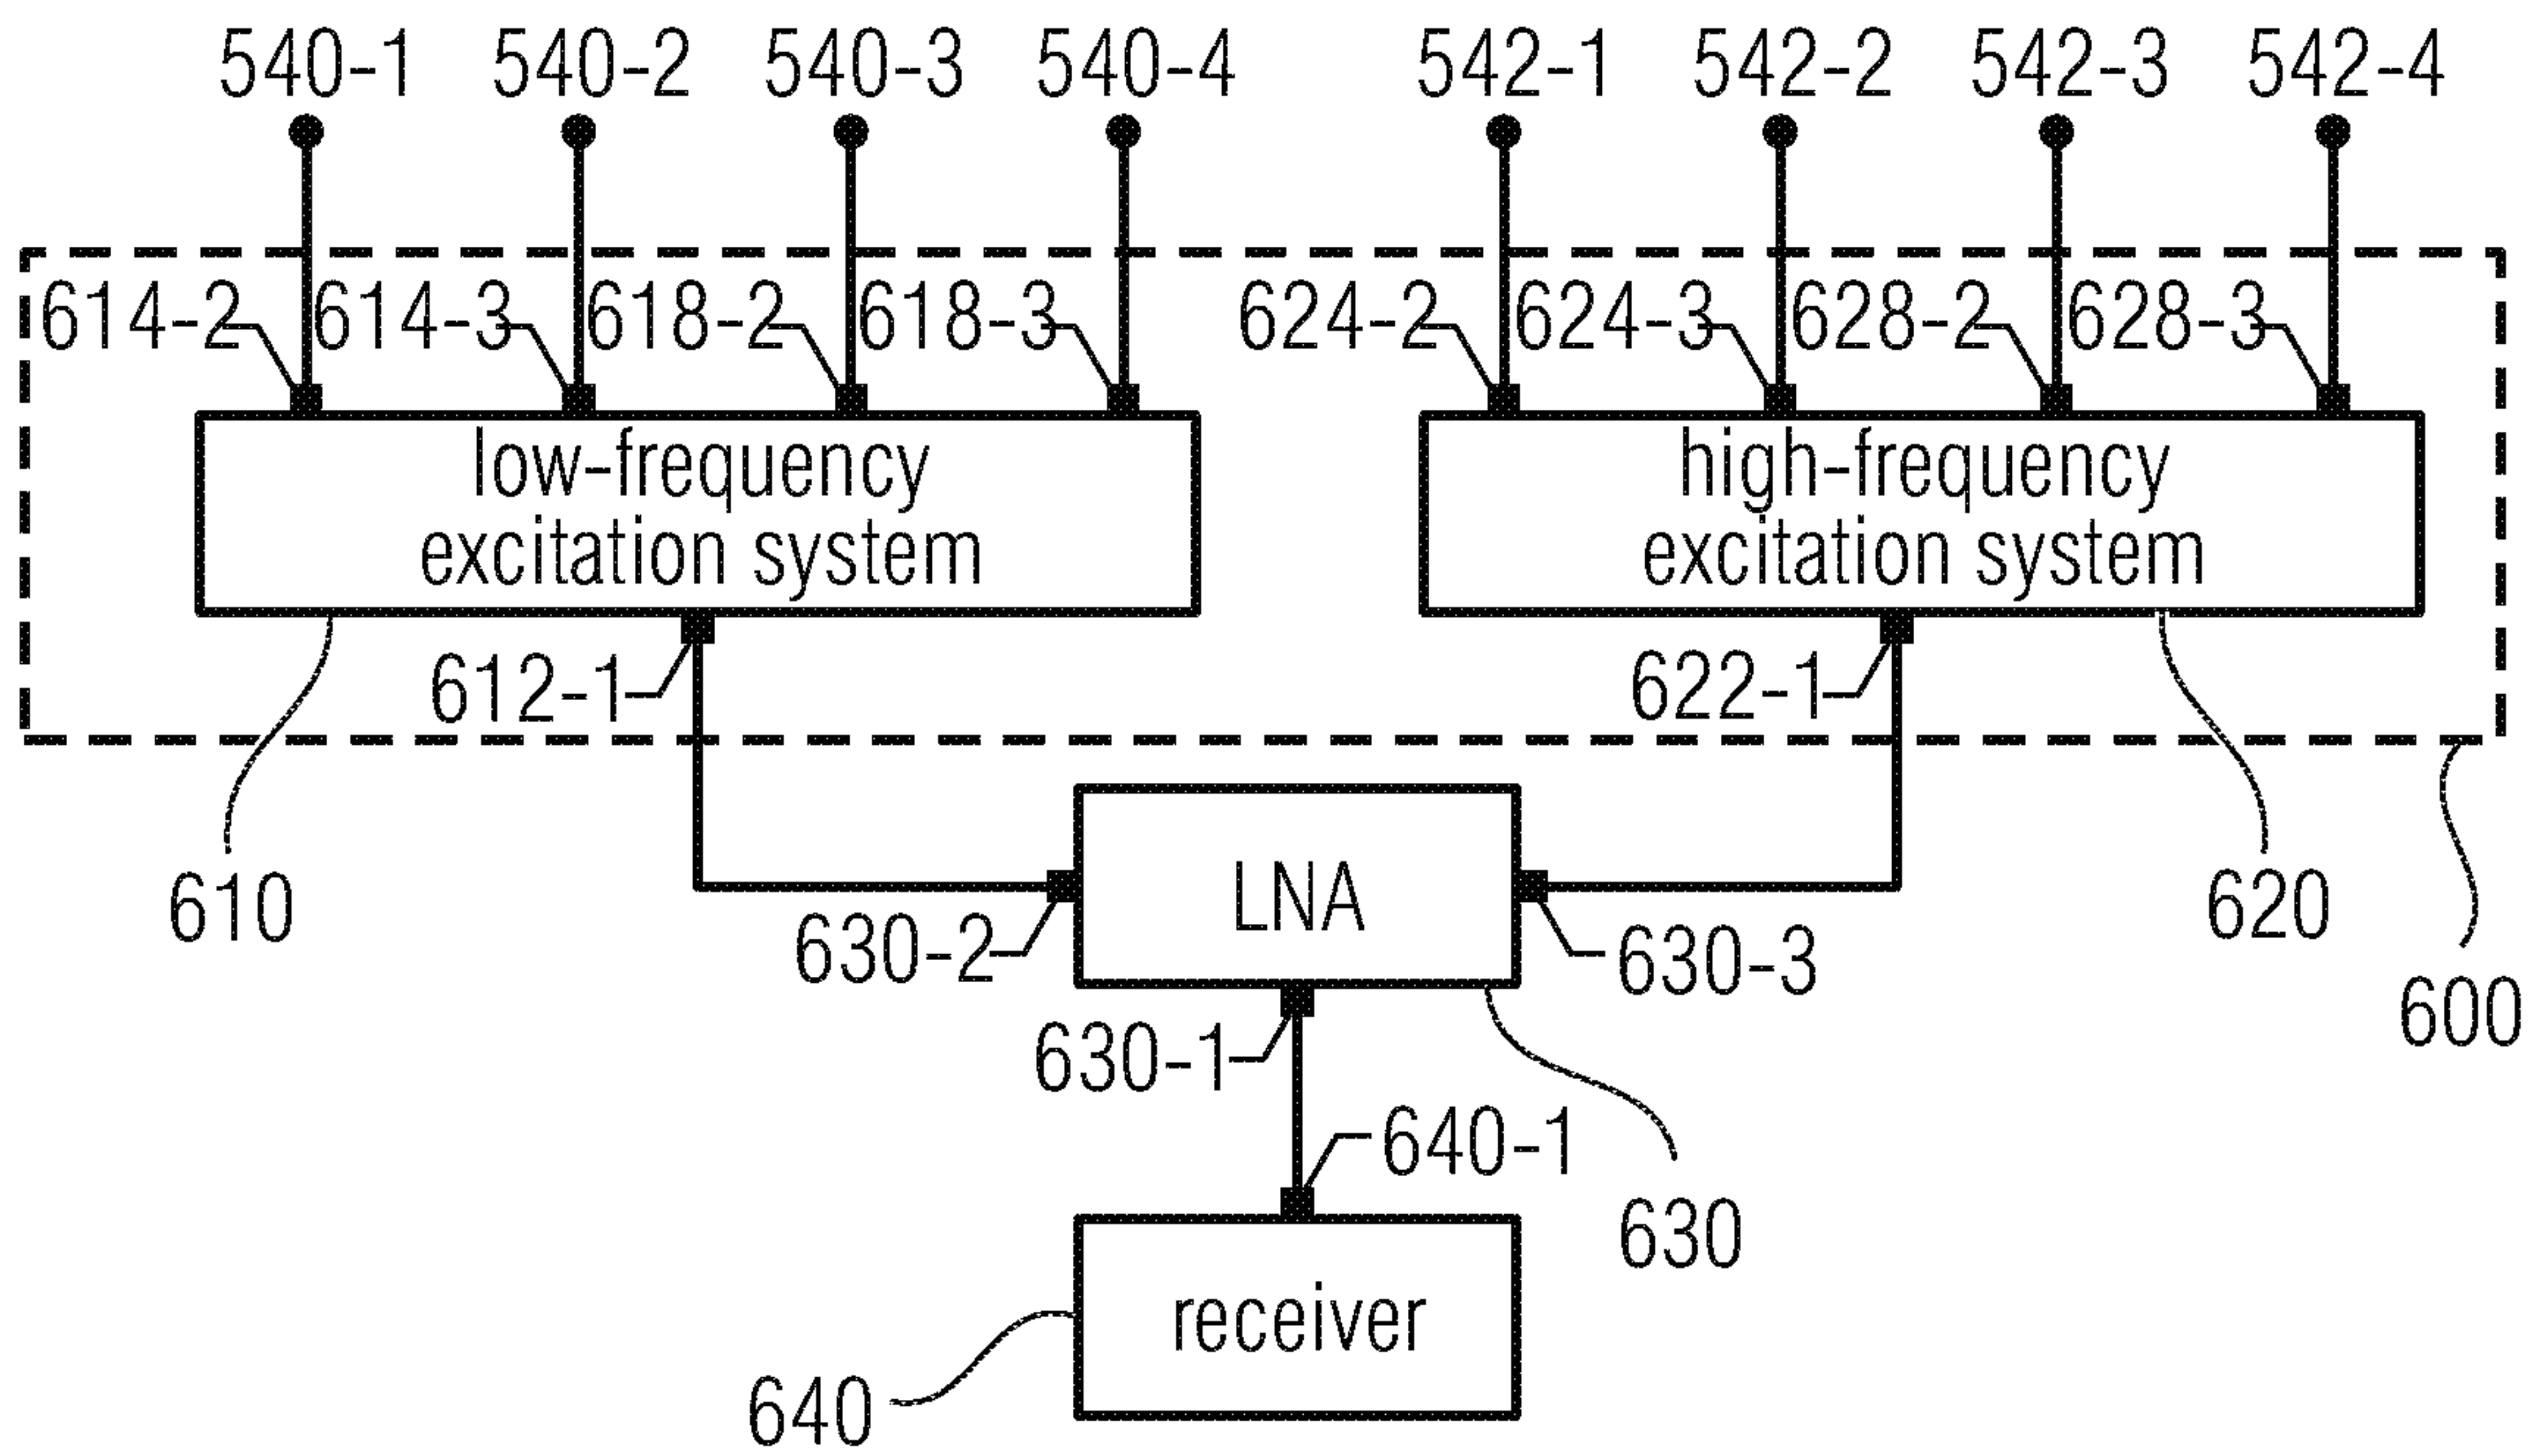 540-1 540-2 540-3 540-4 542-1 542-2 542-3 542-4
614-2 614-3 618-2 618-3 624-2 624-3 628-2 628-3
low-frequency
excitation system
high-frequency
excitation system
612-1 622-1
610 LNA 620
630-2 630-3
600
630-1
640-1
630
receiver
640